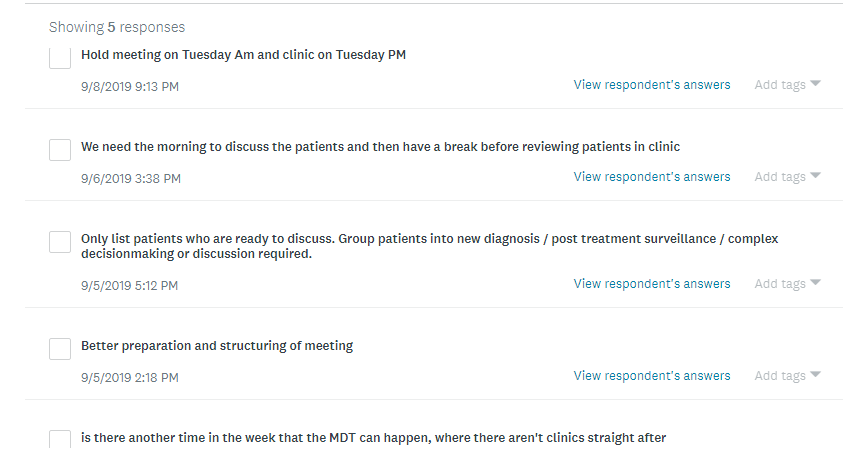 Showing 5 responses
Hold meeting on Tuesday Am and clinic on Tuesday PM
9/8/2019 9:13 PM View respondent's answers Add tags
We need the morning to discuss the patients and then have a break before reviewing patients in clinic
9/6/2019 3:38 PM View respondent's answers Add tags
Only list patients who are ready to discuss. Group patients into new diagnosis / post treatment surveillance / complex
decisionmaking or discussion required.
9/5/2019 5:12 PM View respondent's answers Add tags
Better preparation and structuring of meeting
9/5/2019 2:18 PM View respondent's answers Add tags
is there another time in the week that the MDT can happen, where there aren't clinics straight after